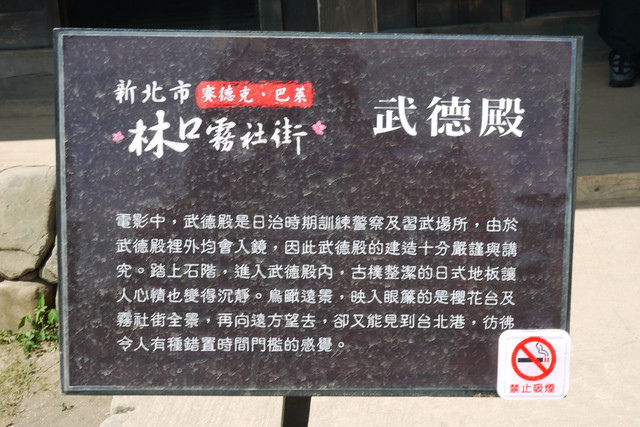 新北市 賽德克·巴萊
林口霧社街
武德殿
電影中，武德殿是日治時期訓練警察及習武場所，由於
武德殿裡外均會入鏡，因此武德殿的建造十分嚴謹與講
究。踏上石階，進入武德殿內，古樸整潔的日式地板讓
人心情也變得沉靜。鳥瞰遠景，映入眼簾的是櫻花台及
霧社街全景，再向遠方望去，卻又能見到台北港，彷彿
令人有種錯置時間門檻的感覺。
禁止吸煙